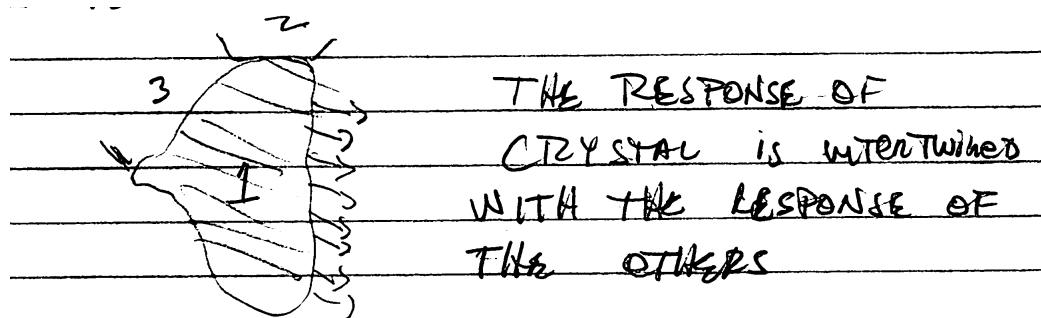 2
3
1
THE RESPONSE OF
CRYSTAL is interTwined
WITH THE RESPONSE OF
THE OTHERS